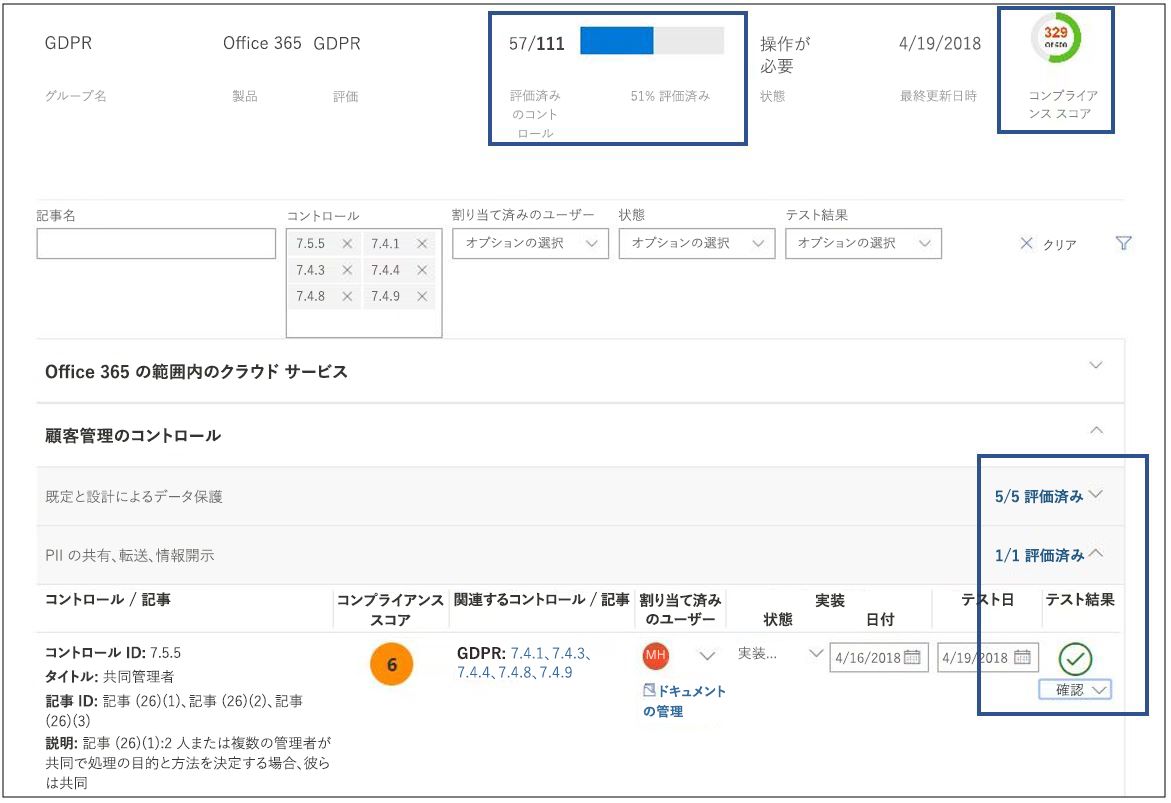 GDPR Office 365 GDPR 57/111 操作が 4/19/2018 329
必要 OF 600
グループ名 製品 評価 評価済み 51% 評価済み 状態 最終更新日時 コンプライア
のコント ンス スコア
ロール
記事名 コントロール 割り当て済みのユーザー 状態 テスト結果
7.5.5 7.4.1 オプションの選択 オプションの選択 オプションの選択 クリア
7.4.3 7.4.4
7.4.8 7.4.9
Office 365 の範囲内のクラウド サービス
顧客管理のコントロール
既定と設計によるデータ保護 5/5 評価済み
PII の共有、転送、情報開示 1/1 評価済み
コントロール / 記事 コンプライアンス 関連するコントロール / 記事 割り当て済み 実装 テスト日 テスト結果
スコア のユーザー 状態 日付
コントロール ID: 7.5.5 6 GDPR: 7.4.1、7.4.3、 MH 実装... 4/16/2018 4/19/2018
タイトル: 共同管理者 7.4.4、7.4.8、7.4.9
記事 ID: 記事 (26)(1)、記事 (26)(2)、記事 ドキュメント 確認
(26)(3) の管理
説明: 記事 (26)(1):2 人または複数の管理者が
共同で処理の目的と方法を決定する場合、彼ら
は共同